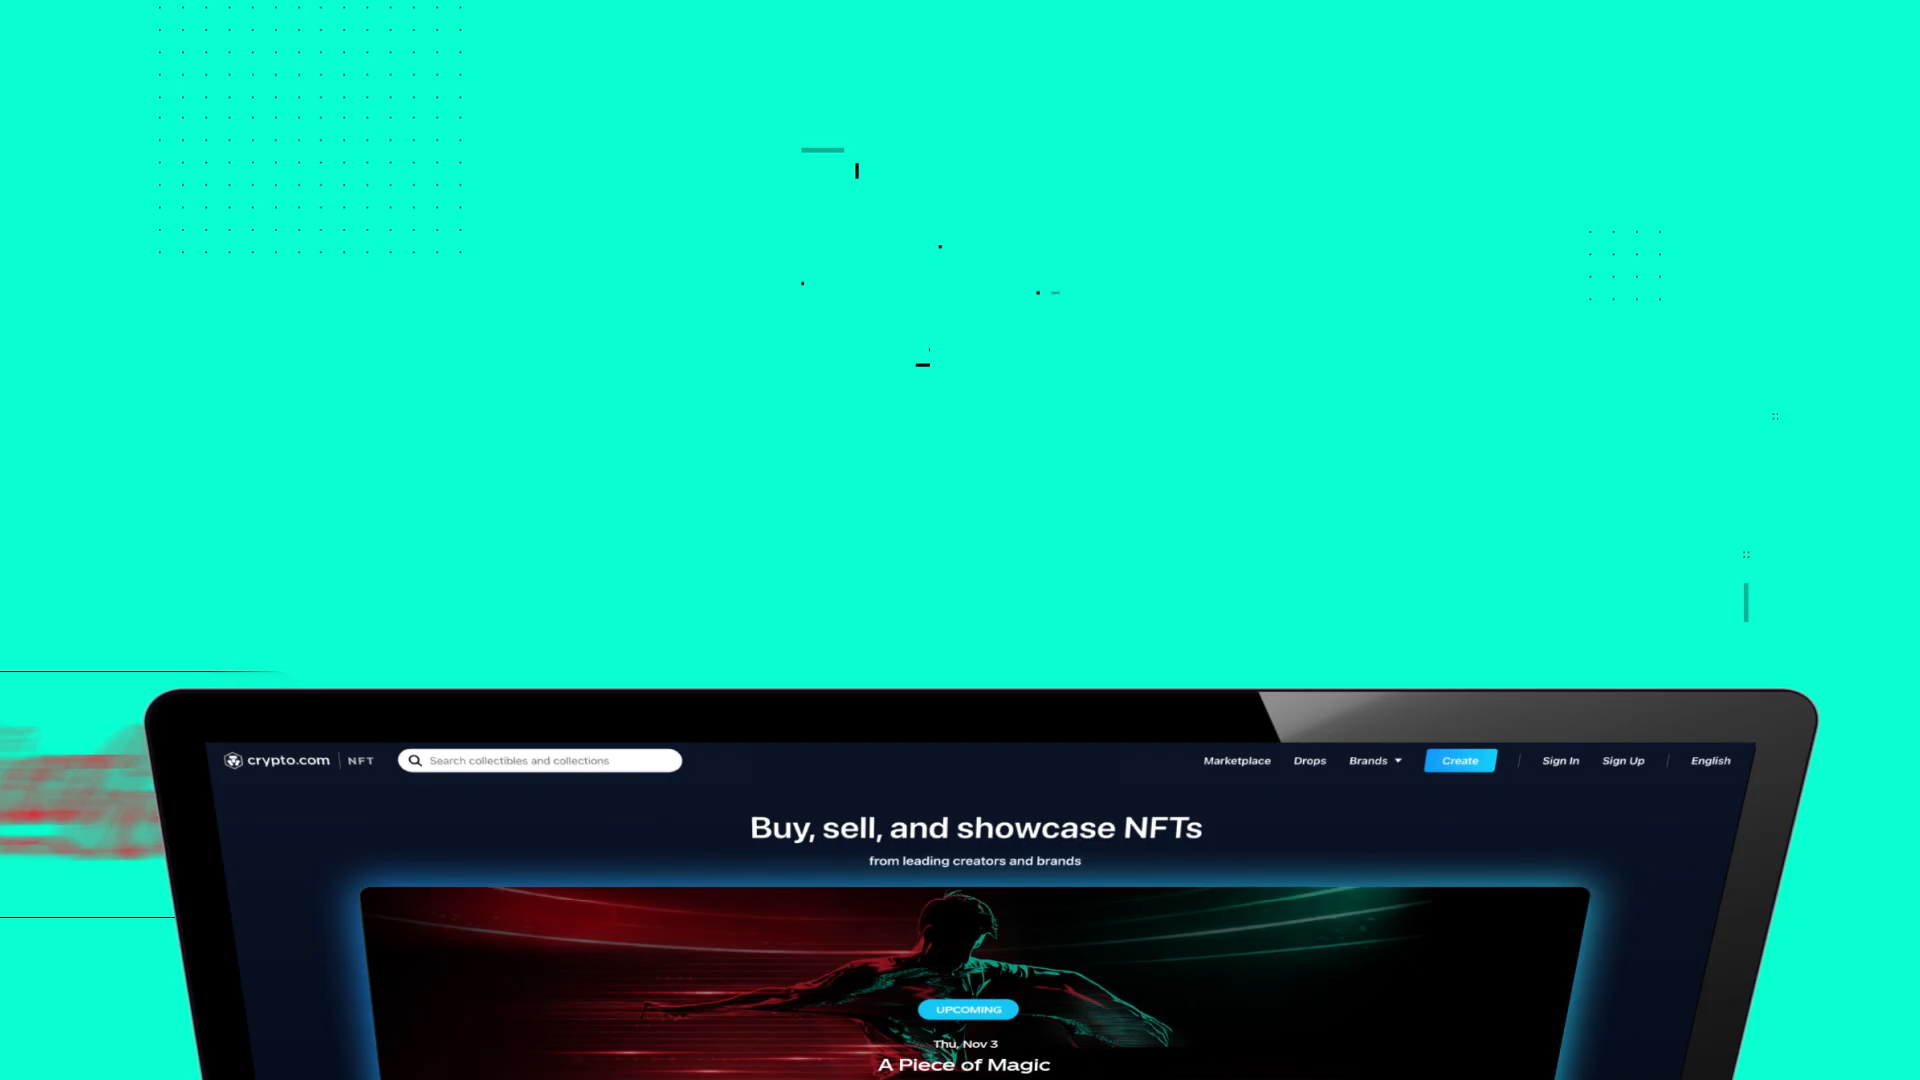 crypto.com | NFT
Search collectibles and collections
Marketplace
Drops
Brands
Create
Sign In
Sign Up
English
Buy, sell, and showcase NFTs
from leading creators and brands
UPCOMING
Thu, Nov 3
A Piece of Magic